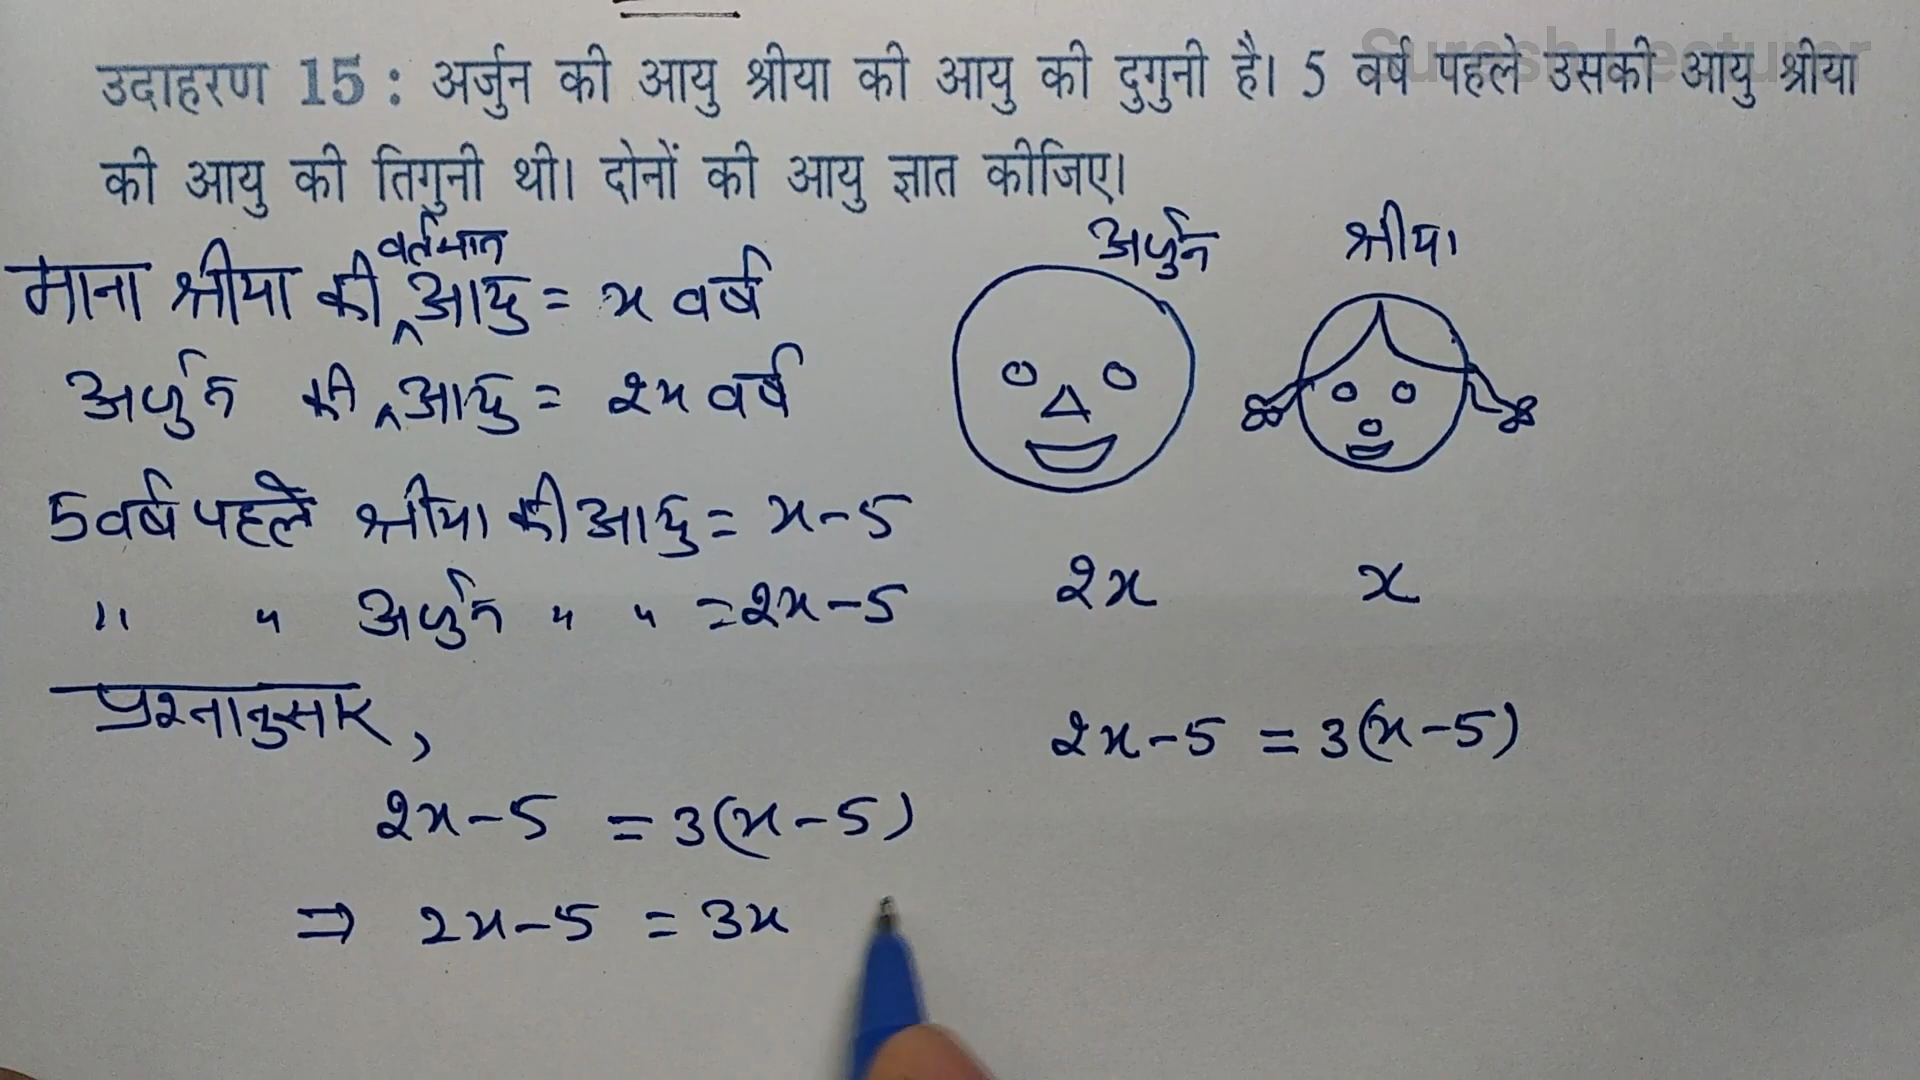 Suresh Lecturer
उदाहरण 15 : अर्जुन की आयु श्रीया की आयु की दुगुनी है। 5 वर्ष पहले उसकी आयु श्रीया
की आयु की तिगुनी थी। दोनों की आयु ज्ञात कीजिए।
अर्जुन श्रीया
वर्तमान
माना श्रीया की ^ आयु = x वर्ष
अर्जुन की ^ आयु = 2x वर्ष
5 वर्ष पहले श्रीया की आयु = x - 5
" " अर्जुन " " = 2x - 5
2x x
प्रश्नानुसार,
2x - 5 = 3(x - 5)
2x - 5 = 3(x - 5)
⇒ 2x - 5 = 3x